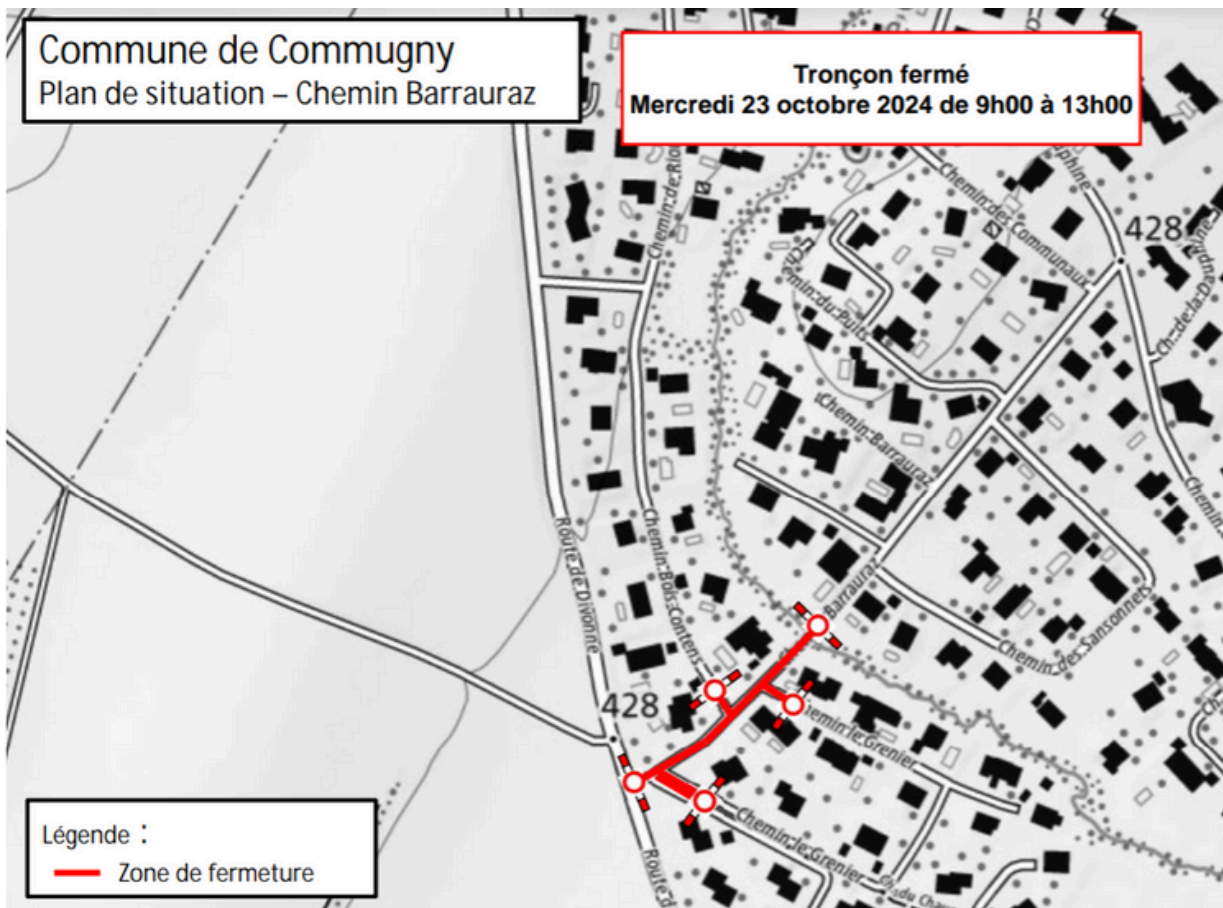 Commune de Commugny
Plan de situation – Chemin Barrauraz
Tronçon fermé
Mercredi 23 octobre 2024 de 9h00 à 13h00
Chemin de
Chemin des Communaux
428
Ch. de la
Chemin du Puits
Chemin Barrauraz
Chemin
Route de Divonne
Chemin Bois Contens
Barrauraz
Chemin des Sansonnets
428
Chemin le Grenier
Chemin le Grenier
Route
Légende :
Zone de fermeture